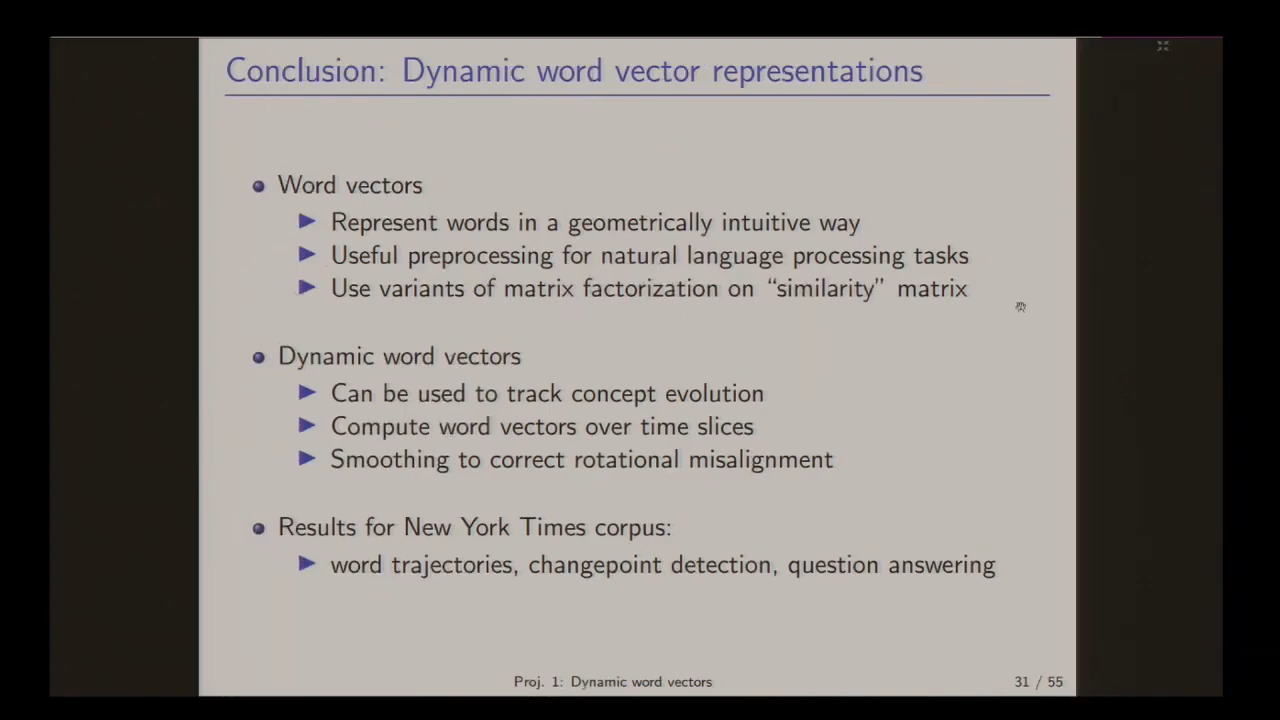 Conclusion: Dynamic word vector representations
Word vectors
Represent words in a geometrically intuitive way
Useful preprocessing for natural language processing tasks
Use variants of matrix factorization on “similarity” matrix
Dynamic word vectors
Can be used to track concept evolution
Compute word vectors over time slices
Smoothing to correct rotational misalignment
Results for New York Times corpus:
word trajectories, changepoint detection, question answering
Proj. 1: Dynamic word vectors
31 / 55